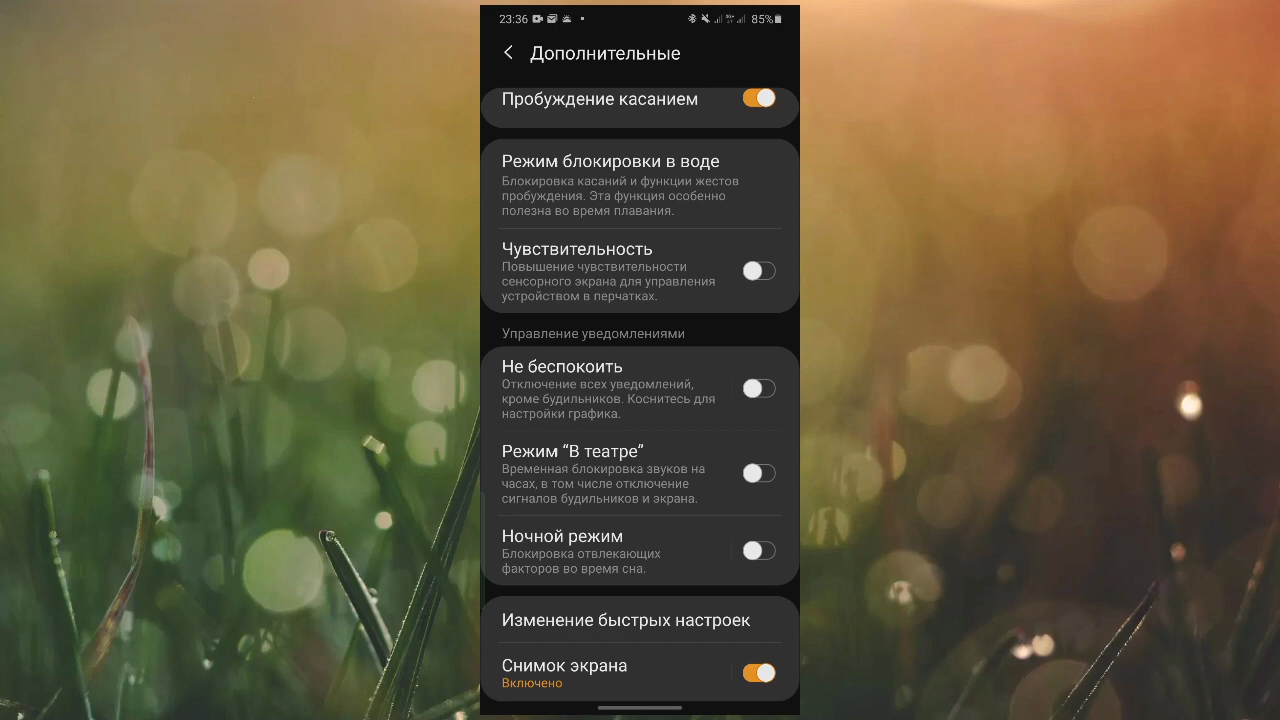 23:36 85%
Дополнительные
Пробуждение касанием
Режим блокировки в воде
Блокировка касаний и функции жестов
пробуждения. Эта функция особенно
полезна во время плавания.
Чувствительность
Повышение чувствительности
сенсорного экрана для управления
устройством в перчатках.
Управление уведомлениями
Не беспокоить
Отключение всех уведомлений,
кроме будильников. Коснитесь для
настройки графика.
Режим “В театре”
Временная блокировка звуков на
часах, в том числе отключение
сигналов будильников и экрана.
Ночной режим
Блокировка отвлекающих
факторов во время сна.
Изменение быстрых настроек
Снимок экрана
Включено